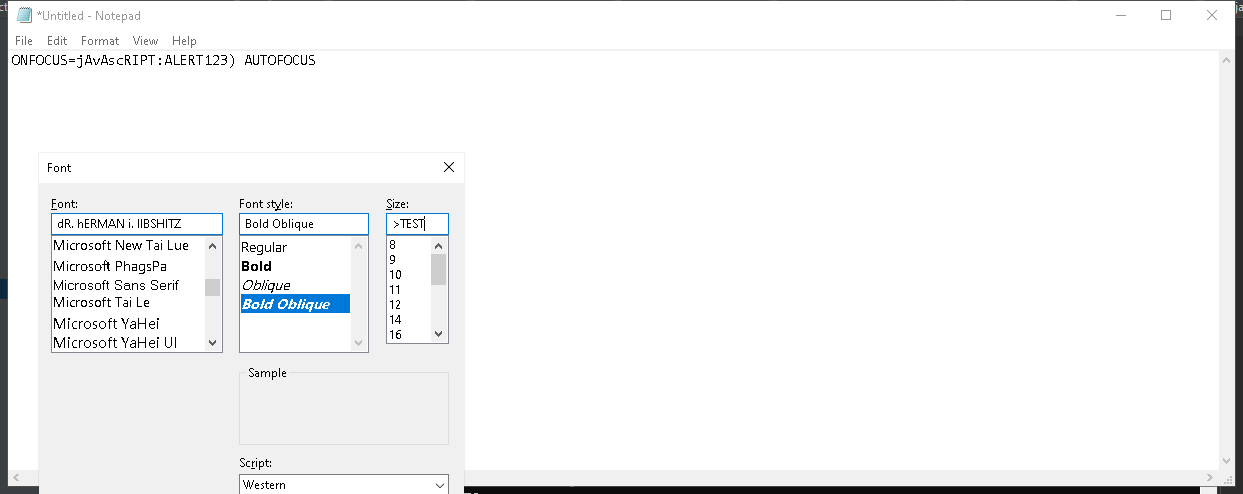 *Untitled - Notepad
File Edit Format View Help
ONFOCUS=jAvAscRIPT:ALERT123) AUTOFOCUS
Font
Font: Font style: Size:
dR. hERMAN i. lIBSHITZ Bold Oblique >TEST
Microsoft New Tai Lue Regular 8
Microsoft PhagsPa Bold 9
Microsoft Sans Serif Oblique 10
Microsoft Tai Le Bold Oblique 11
Microsoft YaHei 12
Microsoft YaHei UI 14
16
Sample
Script:
Western